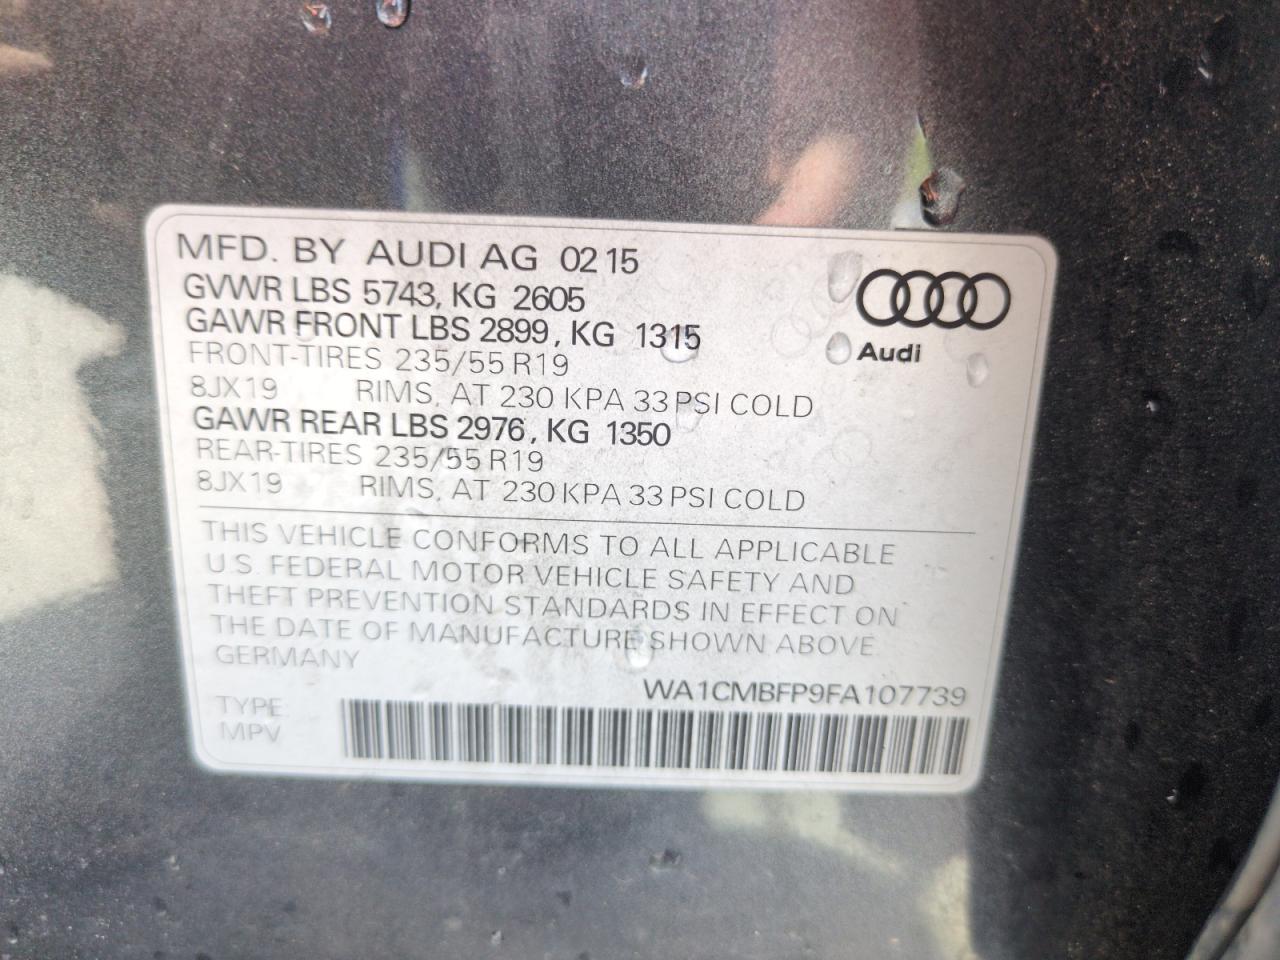 MFD. BY AUDI AG 02 15
GVWR LBS 5743, KG 2605
GAWR FRONT LBS 2899, KG 1315
FRONT-TIRES 235/55 R19
8JX19 RIMS, AT 230 KPA 33 PSI COLD
GAWR REAR LBS 2976, KG 1350
REAR-TIRES 235/55 R19
8JX19 RIMS, AT 230 KPA 33 PSI COLD
Audi
THIS VEHICLE CONFORMS TO ALL APPLICABLE
U.S. FEDERAL MOTOR VEHICLE SAFETY AND
THEFT PREVENTION STANDARDS IN EFFECT ON
THE DATE OF MANUFACTURE SHOWN ABOVE.
GERMANY
WA1CMBFP9FA107739
TYPE:
MPV